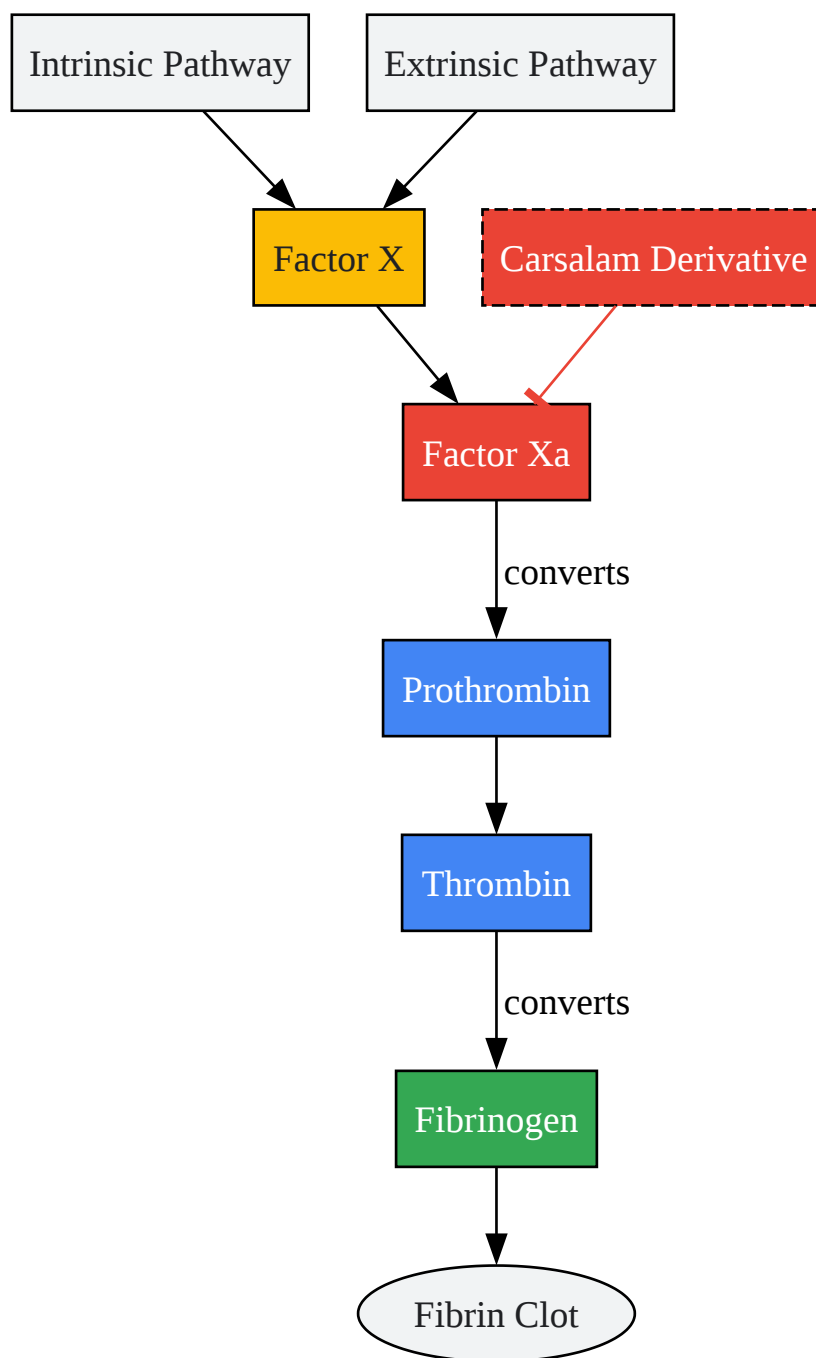 Intrinsic Pathway
Extrinsic Pathway
Factor X
Carsalam Derivative
Factor Xa
converts
Prothrombin
Thrombin
converts
Fibrinogen
Fibrin Clot